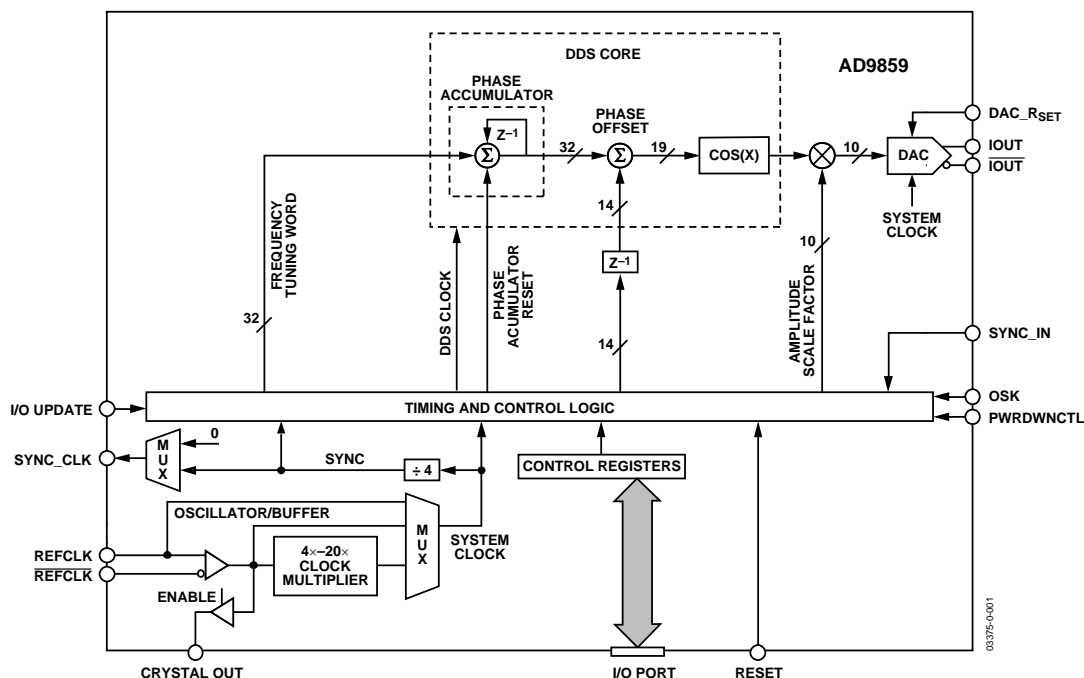 DDS CORE
AD9859
PHASE
ACCUMULATOR
PHASE
OFFSET
DAC_RSET
Z–1
IOUT
Σ
32
Σ
19
COS(X)
10
DAC
IOUT
14
SYSTEM
CLOCK
10
FREQUENCY
TUNING WORD
Z–1
DDS CLOCK
PHASE
ACUMULATOR
RESET
AMPLITUDE
SCALE FACTOR
32
14
SYNC_IN
OSK
I/O UPDATE
TIMING AND CONTROL LOGIC
PWRDWNCTL
0
MUX
SYNC_CLK
SYNC
÷ 4
CONTROL REGISTERS
OSCILLATOR/BUFFER
MUX
SYSTEM
CLOCK
REFCLK
4×–20×
CLOCK
MULTIPLIER
REFCLK
ENABLE
03375-0-001
CRYSTAL OUT
I/O PORT
RESET